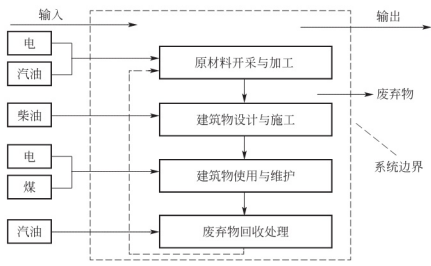 输入
输出
电
汽油
原材料开采与加工
废弃物
柴油
建筑物设计与施工
电
煤
建筑物使用与维护
系统边界
汽油
废弃物回收处理